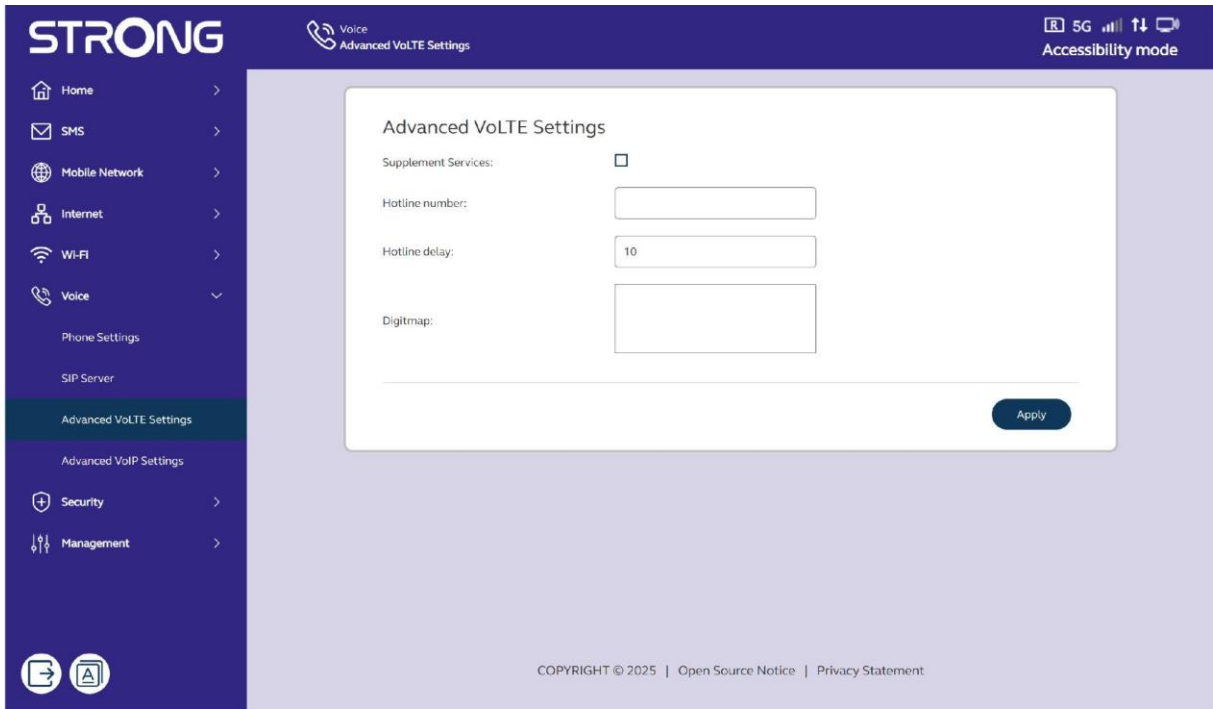 STRONG
Voice
Advanced VoLTE Settings
R 5G
Accessibility mode
Home
SMS
Mobile Network
Internet
Wi-Fi
Voice
Phone Settings
SIP Server
Advanced VoLTE Settings
Advanced VoIP Settings
Security
Management
A
Advanced VoLTE Settings
Supplement Services:
Hotline number:
Hotline delay: 10
Digitmap:
Apply
COPYRIGHT © 2025 | Open Source Notice | Privacy Statement